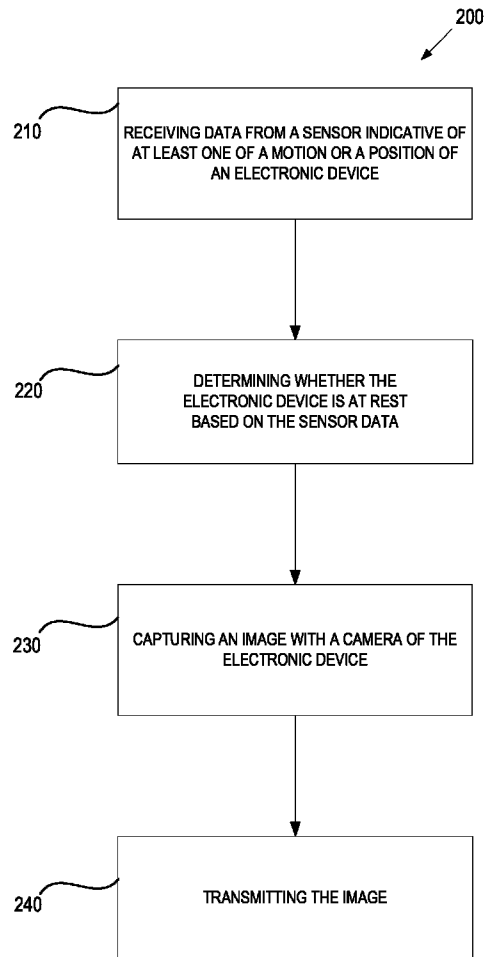 200
210
RECEIVING DATA FROM A SENSOR INDICATIVE OF
AT LEAST ONE OF A MOTION OR A POSITION OF
AN ELECTRONIC DEVICE
220
DETERMINING WHETHER THE
ELECTRONIC DEVICE IS AT REST
BASED ON THE SENSOR DATA
230
CAPTURING AN IMAGE WITH A CAMERA OF THE
ELECTRONIC DEVICE
240
TRANSMITTING THE IMAGE